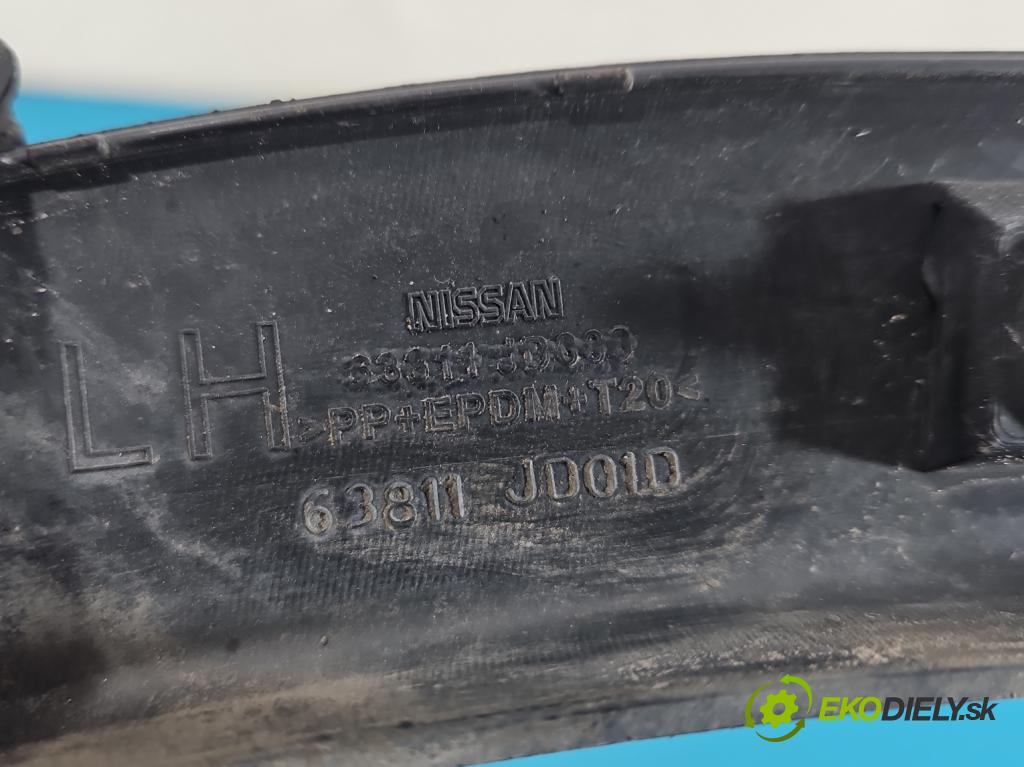 NISSAN
LH
>PP+EPDM+T20<
63811 JD01D
EKODIELY.sk